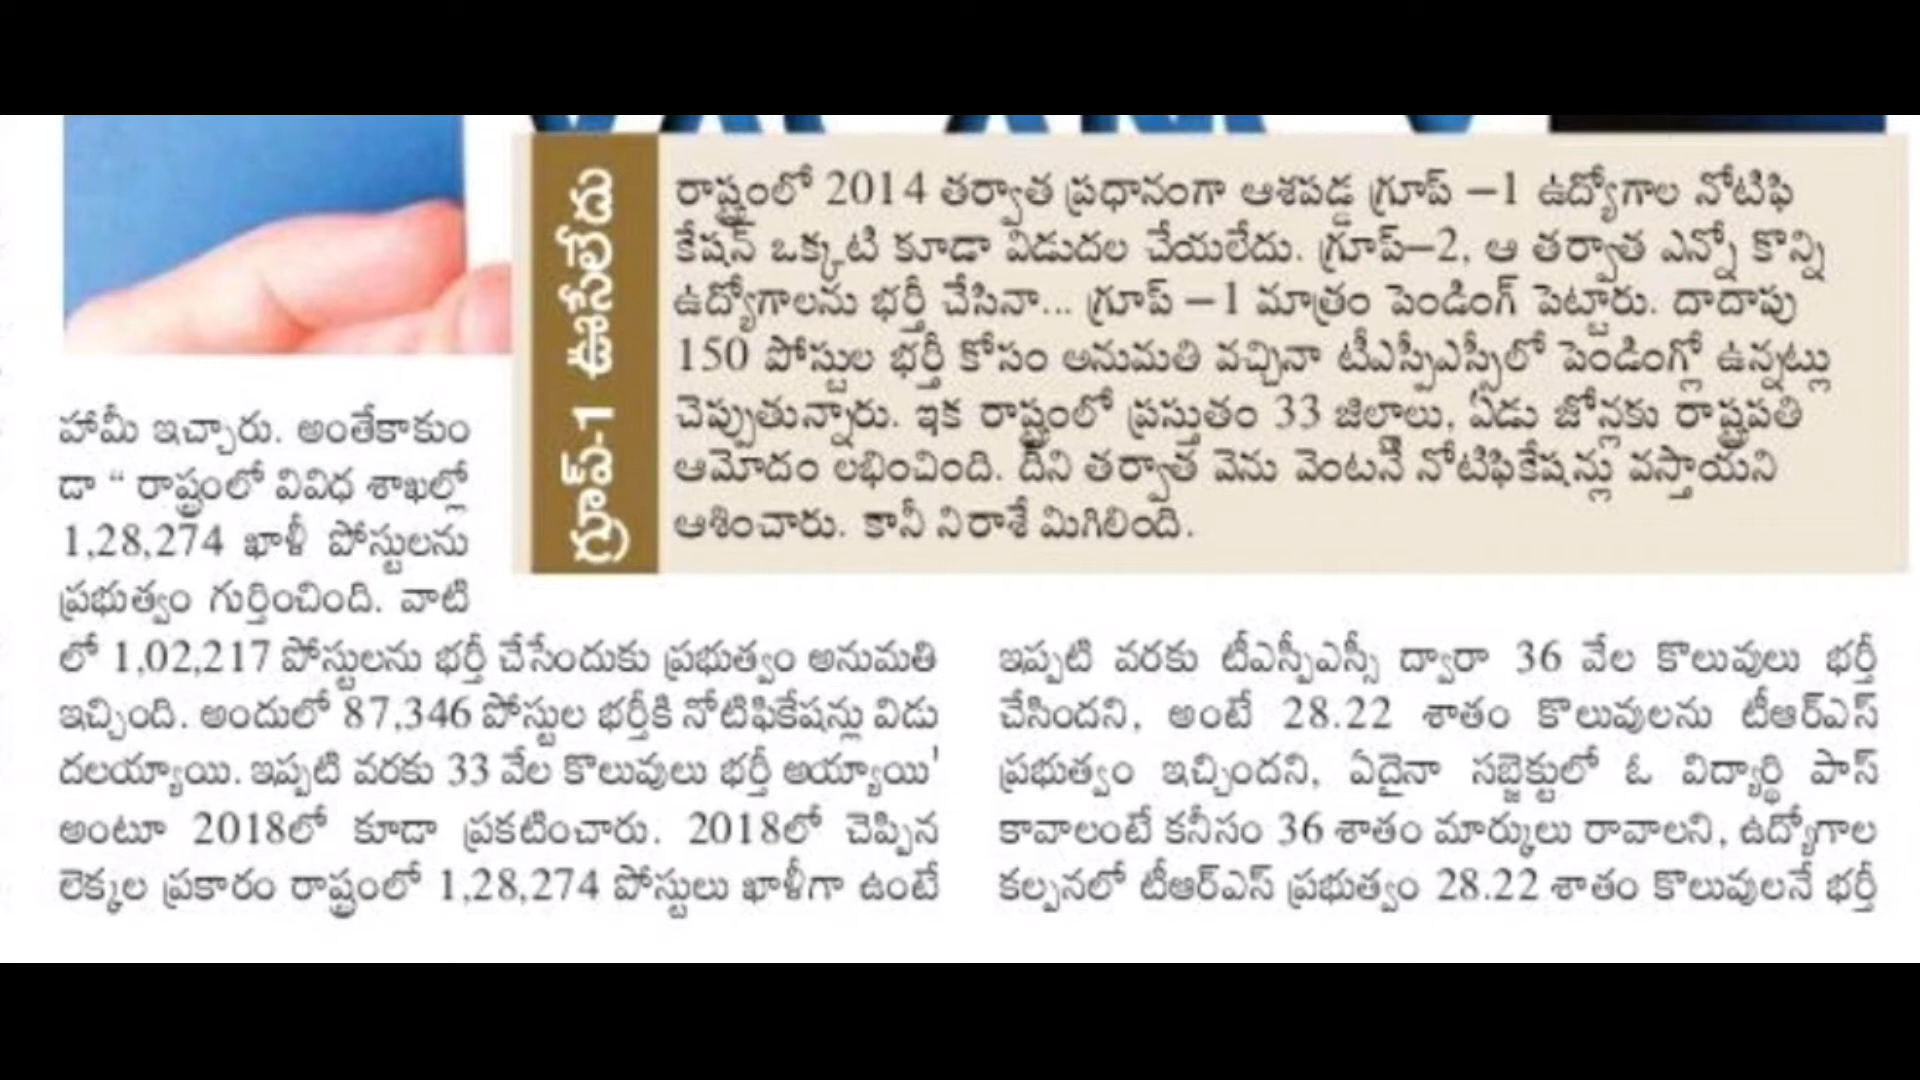 గ్రూప్-1 ఊసేలేదు
రాష్ట్రంలో 2014 తర్వాత ప్రధానంగా ఆశపడ్డ గ్రూప్ –1 ఉద్యోగాల నోటిఫి
కేషన్ ఒక్కటి కూడా విడుదల చేయలేదు. గ్రూప్–2, ఆ తర్వాత ఎన్నో కొన్ని
ఉద్యోగాలను భర్తీ చేసినా... గ్రూప్ –1 మాత్రం పెండింగ్ పెట్టారు. దాదాపు
150 పోస్టుల భర్తీ కోసం అనుమతి వచ్చినా టీఎస్పీఎస్సీలో పెండింగ్లో ఉన్నట్లు
చెప్పుతున్నారు. ఇక రాష్ట్రంలో ప్రస్తుతం 33 జిల్లాలు, ఏడు జోన్లకు రాష్ట్రపతి
ఆమోదం లభించింది. దీని తర్వాత వెను వెంటనే నోటిఫికేషన్లు వస్తాయని
ఆశించారు. కానీ నిరాశే మిగిలింది.
హామీ ఇచ్చారు. అంతేకాకుం
డా “ రాష్ట్రంలో వివిధ శాఖల్లో
1,28,274 ఖాళీ పోస్టులను
ప్రభుత్వం గుర్తించింది. వాటి
లో 1,02,217 పోస్టులను భర్తీ చేసేందుకు ప్రభుత్వం అనుమతి
ఇచ్చింది. అందులో 87,346 పోస్టుల భర్తీకి నోటిఫికేషన్లు విడు
దలయ్యాయి. ఇప్పటి వరకు 33 వేల కొలువులు భర్తీ అయ్యాయి'
అంటూ 2018లో కూడా ప్రకటించారు. 2018లో చెప్పిన
లెక్కల ప్రకారం రాష్ట్రంలో 1,28,274 పోస్టులు ఖాళీగా ఉంటే
ఇప్పటి వరకు టీఎస్పీఎస్సీ ద్వారా 36 వేల కొలువులు భర్తీ
చేసిందని, అంటే 28.22 శాతం కొలువులను టీఆర్ఎస్
ప్రభుత్వం ఇచ్చిందని, ఏదైనా సబ్జెక్టులో ఓ విద్యార్థి పాస్
కావాలంటే కనీసం 36 శాతం మార్కులు రావాలని, ఉద్యోగాల
కల్పనలో టీఆర్ఎస్ ప్రభుత్వం 28.22 శాతం కొలువులనే భర్తీ